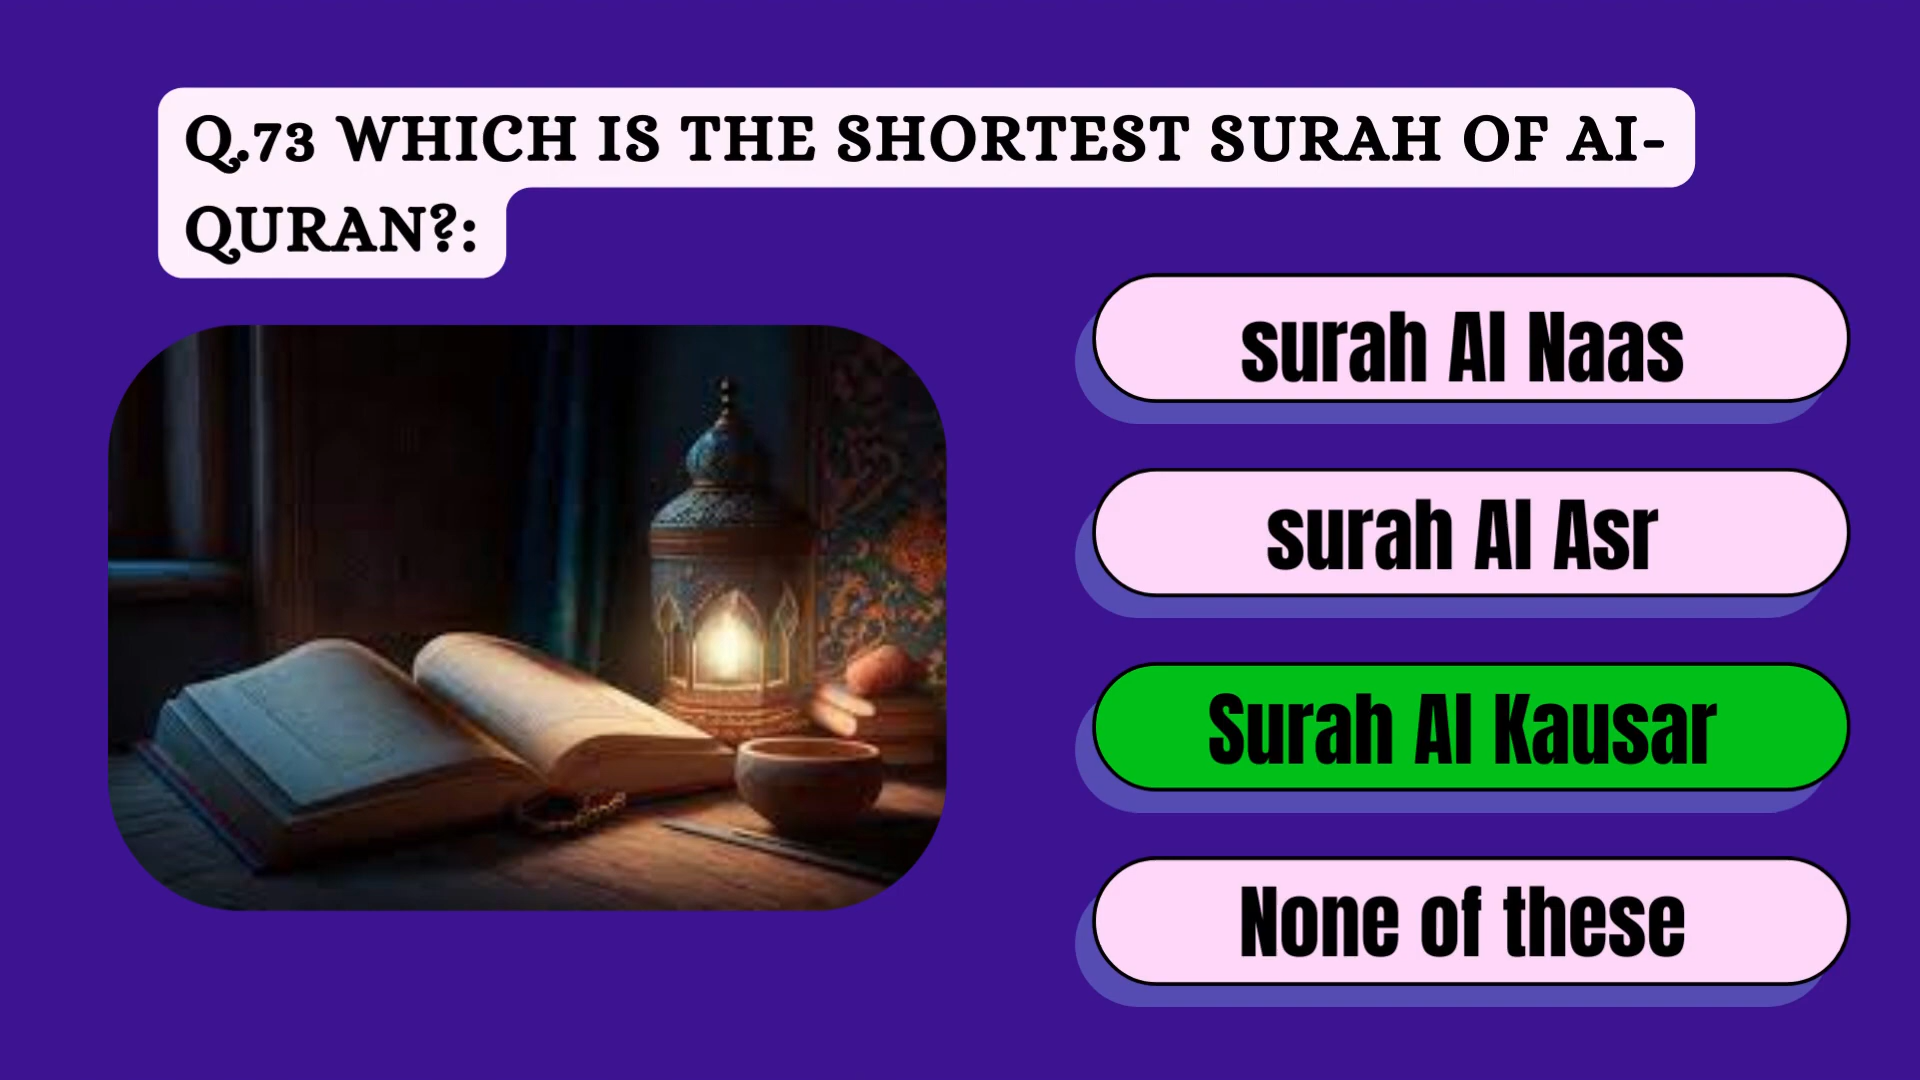 Q.73 WHICH IS THE SHORTEST SURAH OF AI-
QURAN?:
surah Al Naas
surah Al Asr
Surah Al Kausar
None of these